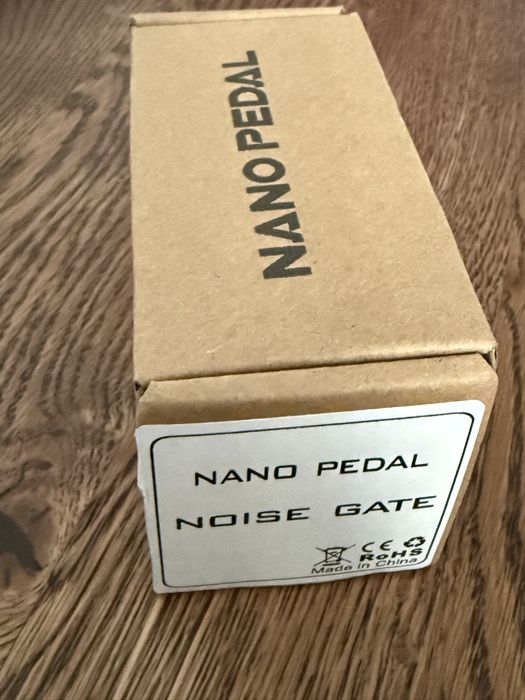 NANO PEDAL
NANO PEDAL
NOISE GATE
CE
RoHS
Made in China